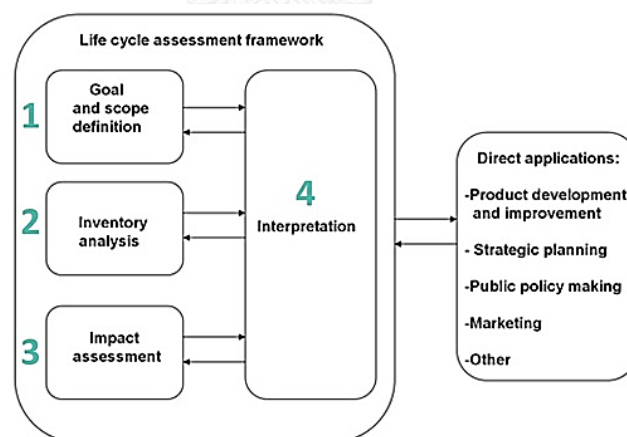 Life cycle assessment framework
1
Goal
and scope
definition
2
Inventory
analysis
3
Impact
assessment
4
Interpretation
Direct applications:
-Product development
and improvement
- Strategic planning
-Public policy making
-Marketing
-Other